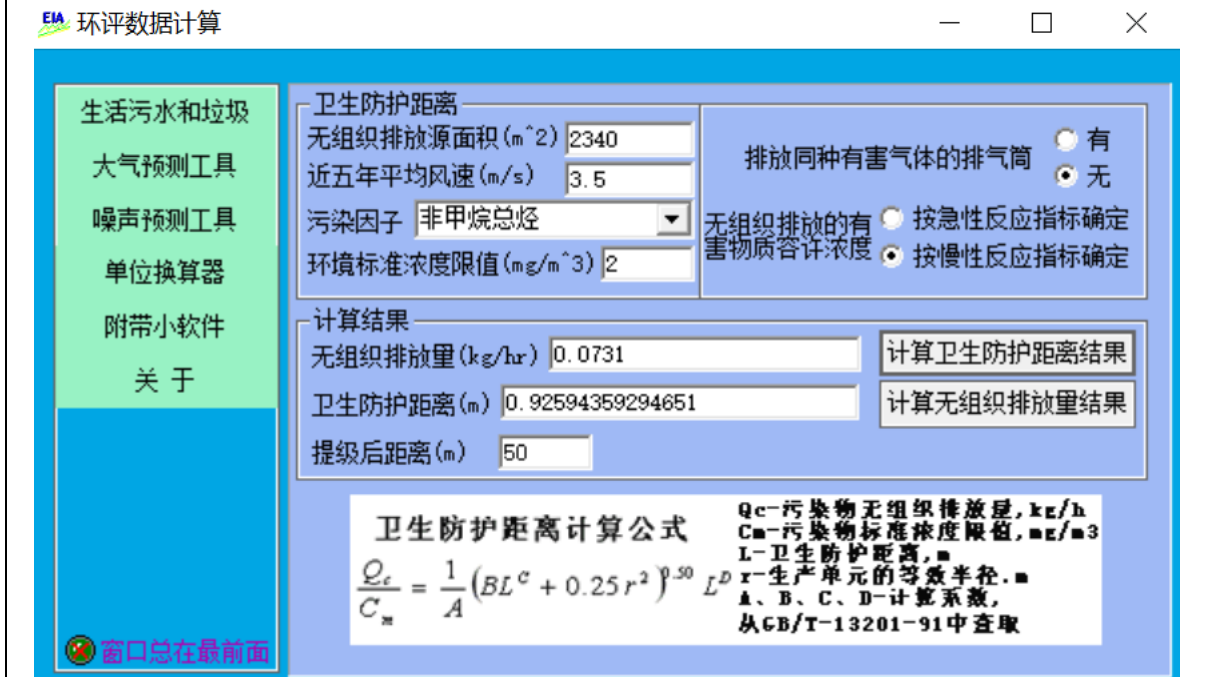 EIA 环评数据计算
生活污水和垃圾
大气预测工具
噪声预测工具
单位换算器
附带小软件
关 于
窗口总在最前面
卫生防护距离
无组织排放源面积(m^2) 2340
近五年平均风速(m/s) 3.5
污染因子 非甲烷总烃
环境标准浓度限值(mg/m^3) 2
排放同种有害气体的排气筒
有
无
无组织排放的有
害物质容许浓度
按急性反应指标确定
按慢性反应指标确定
计算结果
无组织排放量(kg/hr) 0.0731
卫生防护距离(m) 0.92594359294651
提级后距离(m) 50
计算卫生防护距离结果
计算无组织排放量结果
卫生防护距离计算公式
Q_c / C_m = 1 / A (BL^C + 0.25 r^2)^0.50 L^D
Qc-污染物无组织排放量,kg/h
Cm-污染物标准浓度限值,mg/m3
L-卫生防护距离,m
r-生产单元的等效半径.m
A、B、C、D-计算系数,
从GB/T-13201-91中查取